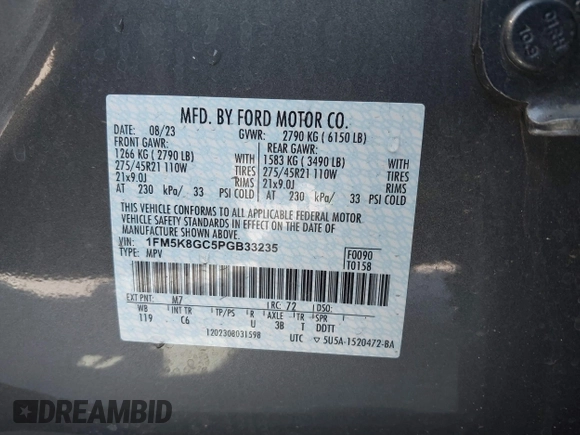 HN10
10.9
MFD. BY FORD MOTOR CO.
DATE: 08/23 GVWR: 2790 KG ( 6150 LB)
FRONT GAWR: REAR GAWR:
1266 KG ( 2790 LB) WITH 1583 KG ( 3490 LB) WITH
275/45R21 110W TIRES 275/45R21 110W TIRES
21x9.0J RIMS 21x9.0J RIMS
AT 230 kPa/ 33 PSI COLD AT 230 kPa/ 33 PSI COLD
THIS VEHICLE CONFORMS TO ALL APPLICABLE FEDERAL MOTOR
VEHICLE SAFETY STANDARDS IN EFFECT ON THE DATE OF
MANUFACTURE SHOWN ABOVE.
VIN: 1FM5K8GC5PGB33235 F0090
TYPE: MPV T0158
EXT PNT: M7 RC: 72 DSO:
WB INT TR TP/PS R AXLE TR SPR
119 C6 U 3B T DDTT
1202308031598 UTC ▽ 5U5A-1520472-BA
DREAMBID